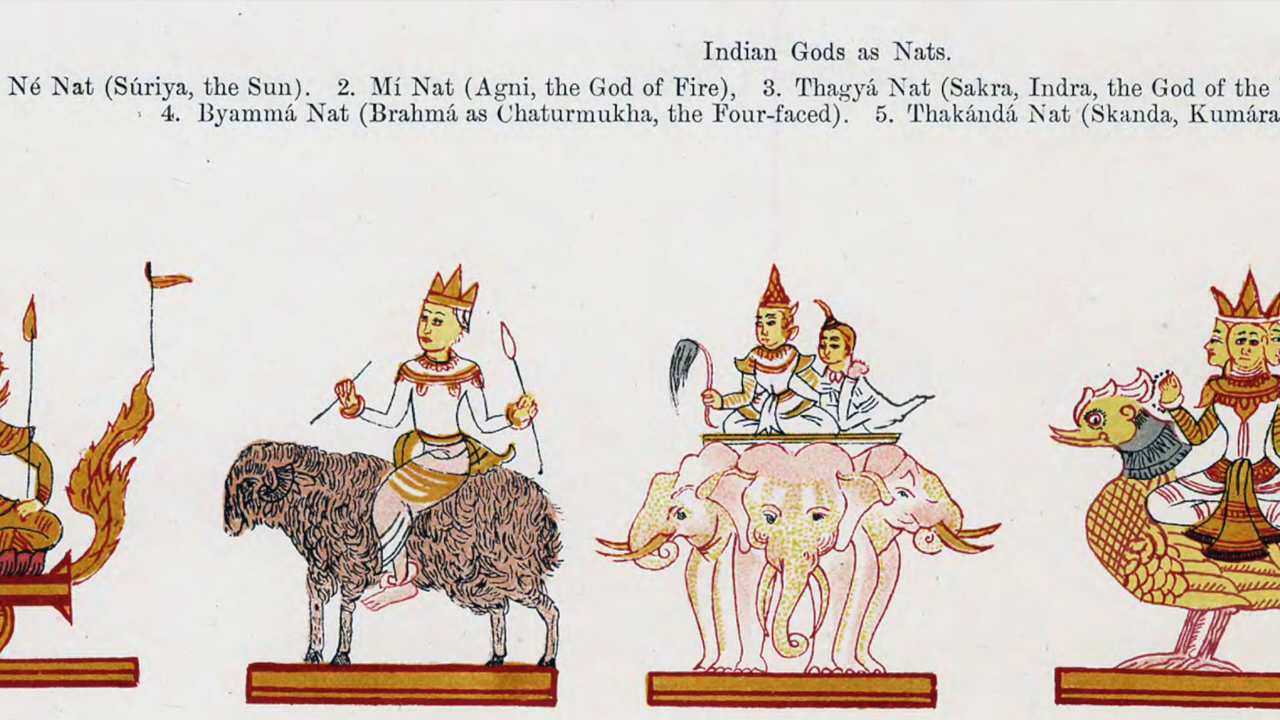 Indian Gods as Nats.
Né Nat (Súriya, the Sun). 2. Mí Nat (Agni, the God of Fire), 3. Thagyá Nat (Sakra, Indra, the God of the
4. Byammá Nat (Brahmá as Chaturmukha, the Four-faced). 5. Thakándá Nat (Skanda, Kumára